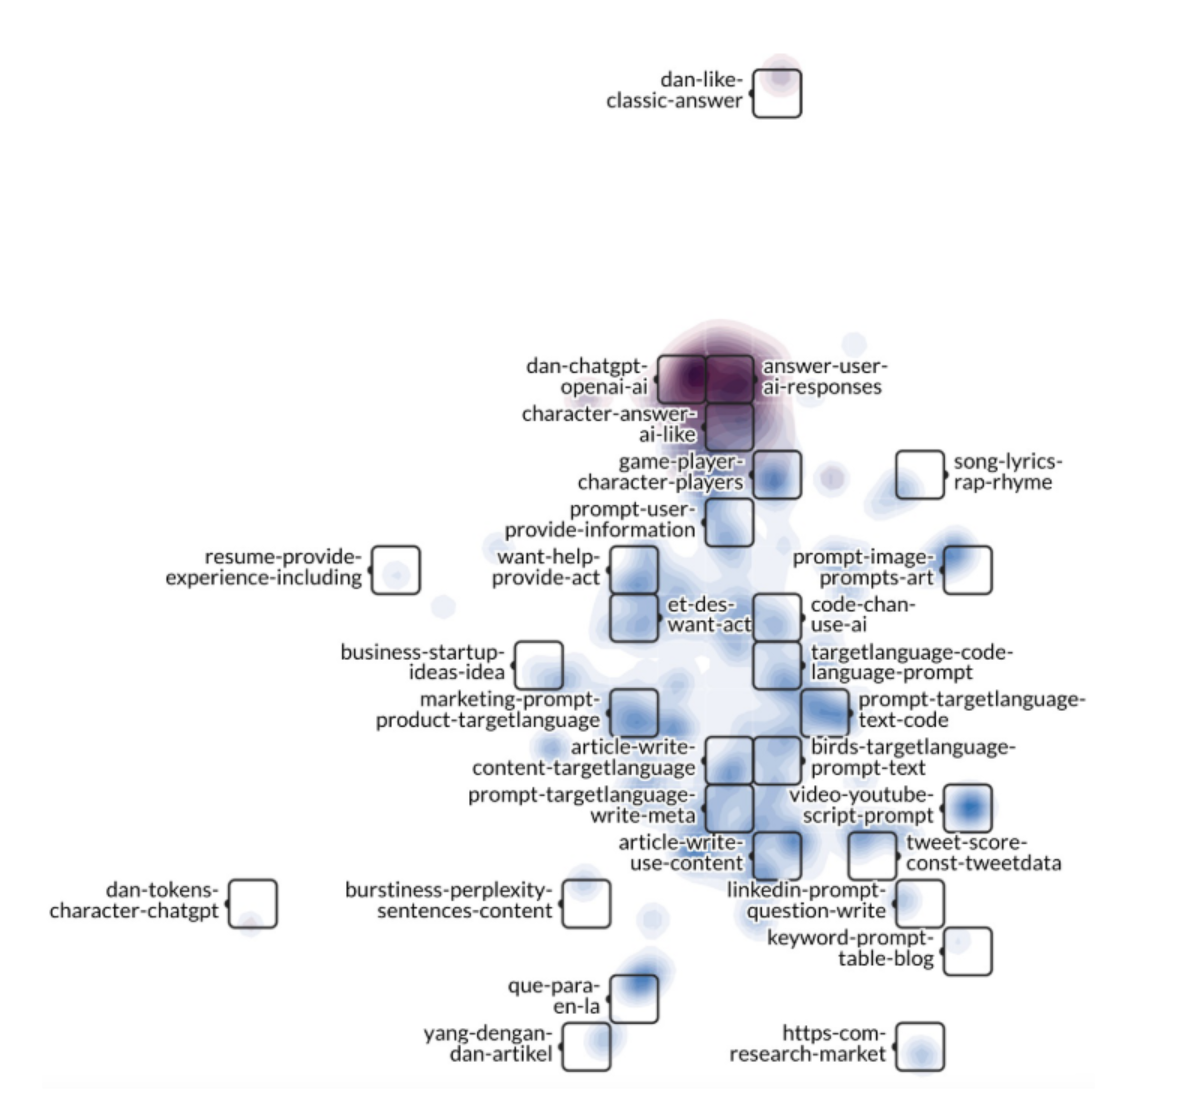 dan-like-
classic-answer
dan-chatgpt-
openai-ai
answer-user-
ai-responses
character-answer-
ai-like
game-player-
character-players
song-lyrics-
rap-rhyme
prompt-user-
provide-information
resume-provide-
experience-including
want-help-
provide-act
prompt-image-
prompts-art
et-des-
want-act
code-chan-
use-ai
business-startup-
ideas-idea
targetlanguage-code-
language-prompt
marketing-prompt-
product-targetlanguage
prompt-targetlanguage-
text-code
article-write-
content-targetlanguage
birds-targetlanguage-
prompt-text
prompt-targetlanguage-
write-meta
video-youtube-
script-prompt
article-write-
use-content
tweet-score-
const-tweetdata
dan-tokens-
character-chatgpt
burstiness-perplexity-
sentences-content
linkedin-prompt-
question-write
keyword-prompt-
table-blog
que-para-
en-la
yang-dengan-
dan-artikel
https-com-
research-market